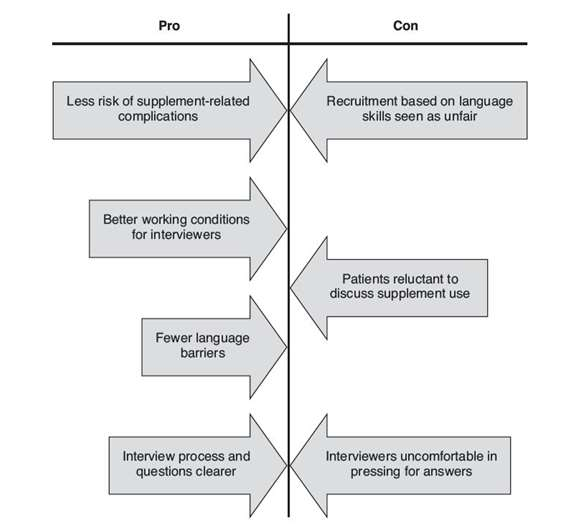 Pro
Con
Less risk of supplement-related
complications
Recruitment based on language
skills seen as unfair
Better working conditions
for interviewers
Patients reluctant to
discuss supplement use
Fewer language
barriers
Interview process and
questions clearer
Interviewers uncomfortable in
pressing for answers